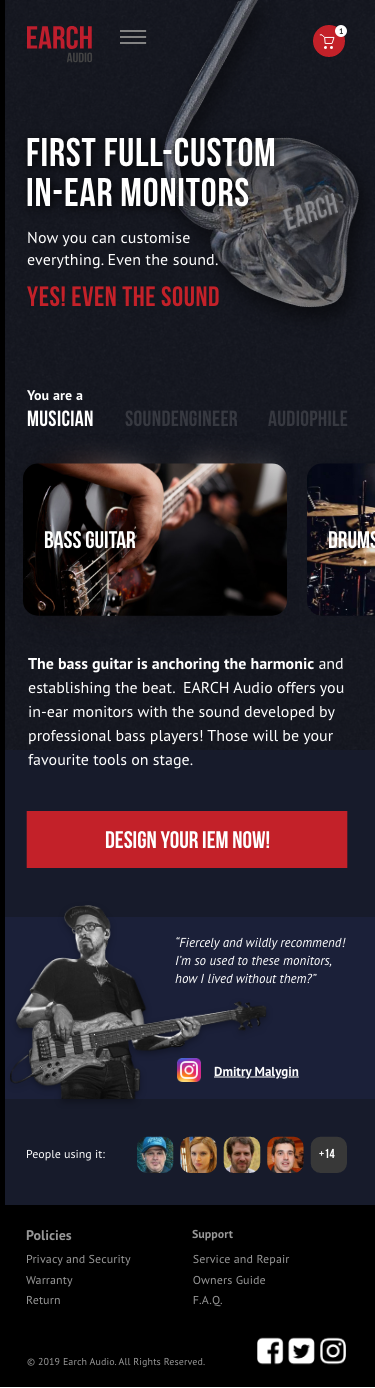 EARCH
AUDIO
1
FIRST FULL-CUSTOM
IN-EAR MONITORS
EARCH
Now you can customise
everything. Even the sound.
YES! EVEN THE SOUND
You are a
MUSICIAN SOUNDENGINEER AUDIOPHILE
BASS GUITAR DRUMS
The bass guitar is anchoring the harmonic and
establishing the beat. EARCH Audio offers you
in-ear monitors with the sound developed by
professional bass players! Those will be your
favourite tools on stage.
DESIGN YOUR IEM NOW!
“Fiercely and wildly recommend!
I'm so used to these monitors,
how I lived without them?”
Dmitry Malygin
People using it: +14
Policies Support
Privacy and Security Service and Repair
Warranty Owners Guide
Return F.A.Q.
© 2019 Earch Audio. All Rights Reserved.